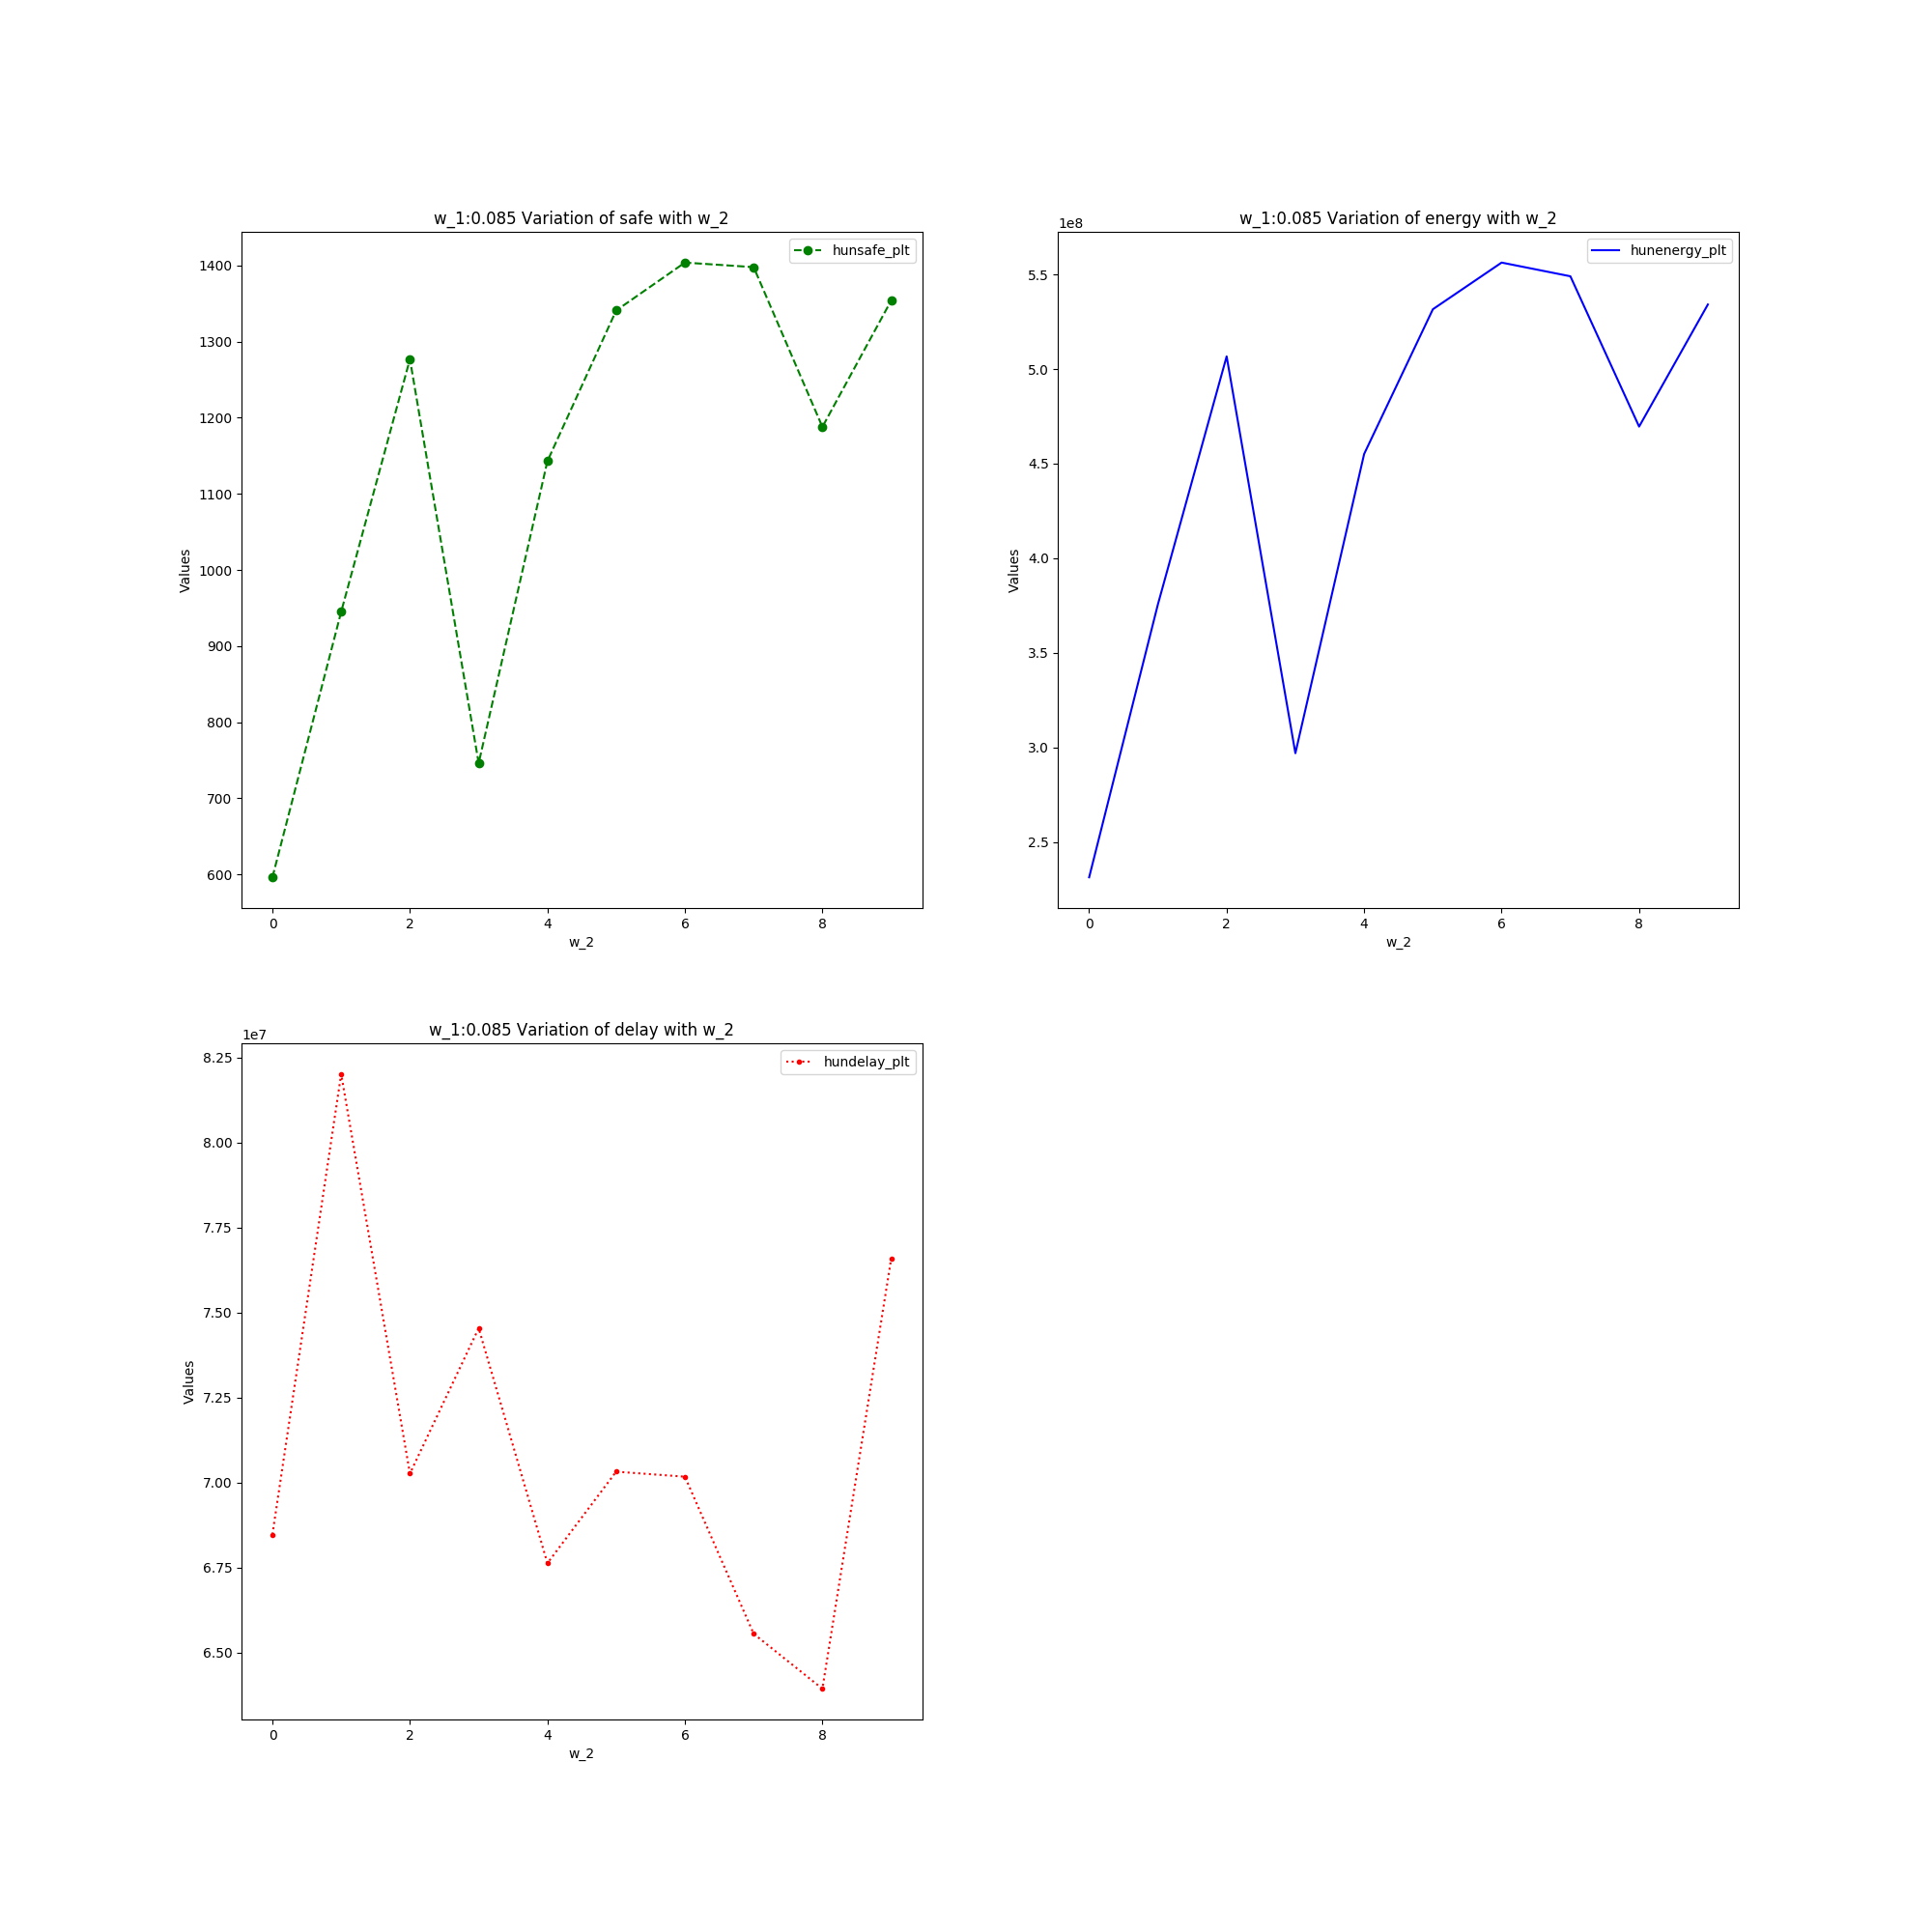 w_1:0.085 Variation of safe with w_2
hunsafe_plt
1400
1300
1200
1100
1000
900
800
700
600
Values
0 2 4 6 8
w_2
w_1:0.085 Variation of energy with w_2
1e8
hunenergy_plt
5.5
5.0
4.5
4.0
3.5
3.0
2.5
Values
0 2 4 6 8
w_2
w_1:0.085 Variation of delay with w_2
1e7
hundelay_plt
8.25
8.00
7.75
7.50
7.25
7.00
6.75
6.50
Values
0 2 4 6 8
w_2